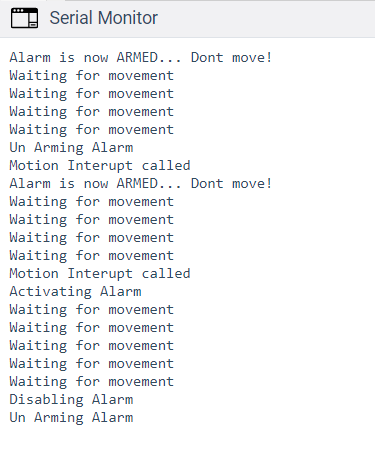 Serial Monitor
Alarm is now ARMED... Dont move!
Waiting for movement
Waiting for movement
Waiting for movement
Waiting for movement
Un Arming Alarm
Motion Interupt called
Alarm is now ARMED... Dont move!
Waiting for movement
Waiting for movement
Waiting for movement
Waiting for movement
Motion Interupt called
Activating Alarm
Waiting for movement
Waiting for movement
Waiting for movement
Waiting for movement
Waiting for movement
Disabling Alarm
Un Arming Alarm